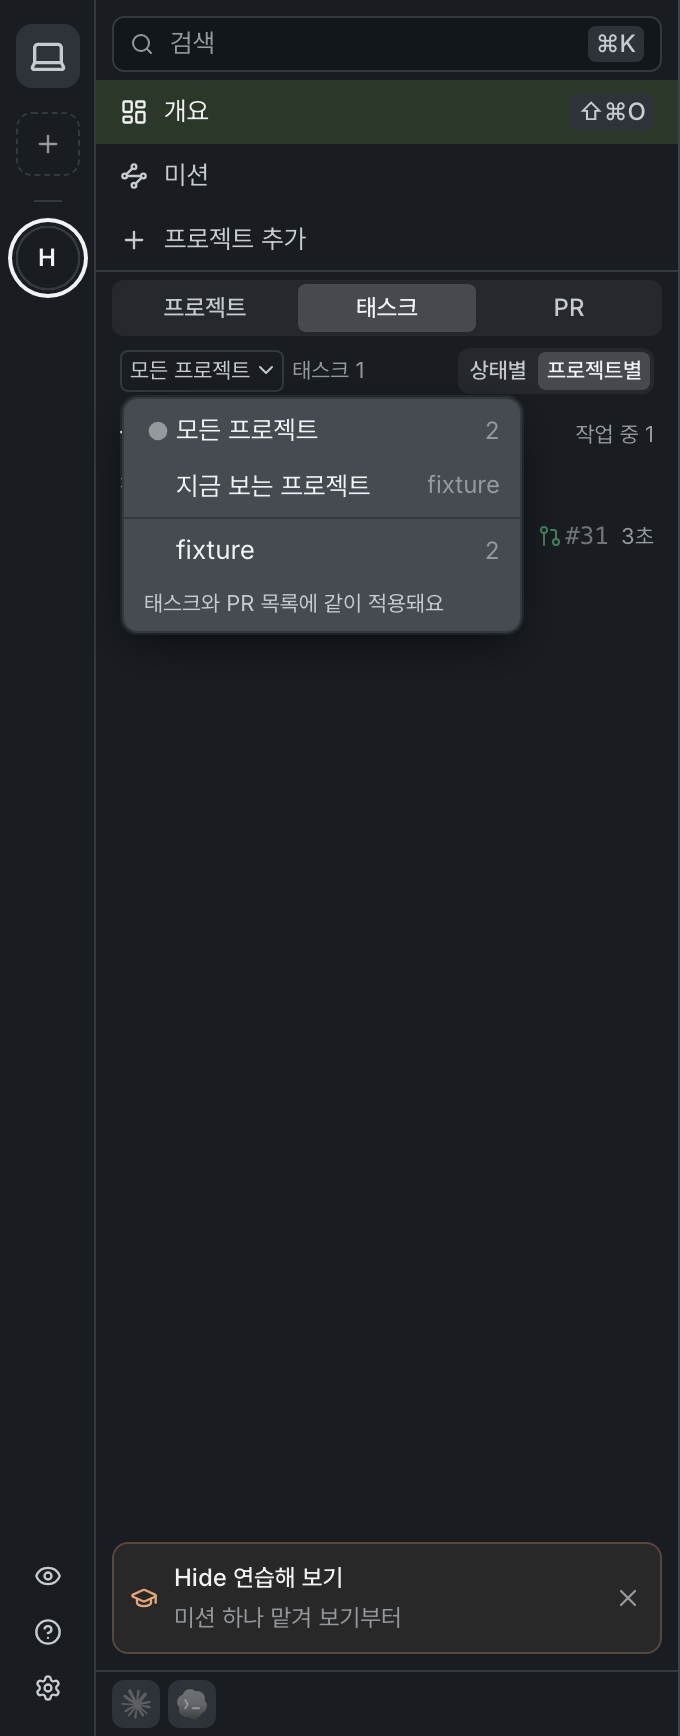 검색 ⌘K
개요 ⇧⌘O
미션
H
프로젝트 추가
프로젝트 태스크 PR
모든 프로젝트 태스크 1 상태별 프로젝트별
모든 프로젝트 2
작업 중 1
지금 보는 프로젝트 fixture
#31 3초
fixture 2
태스크와 PR 목록에 같이 적용돼요
Hide 연습해 보기
미션 하나 맡겨 보기부터